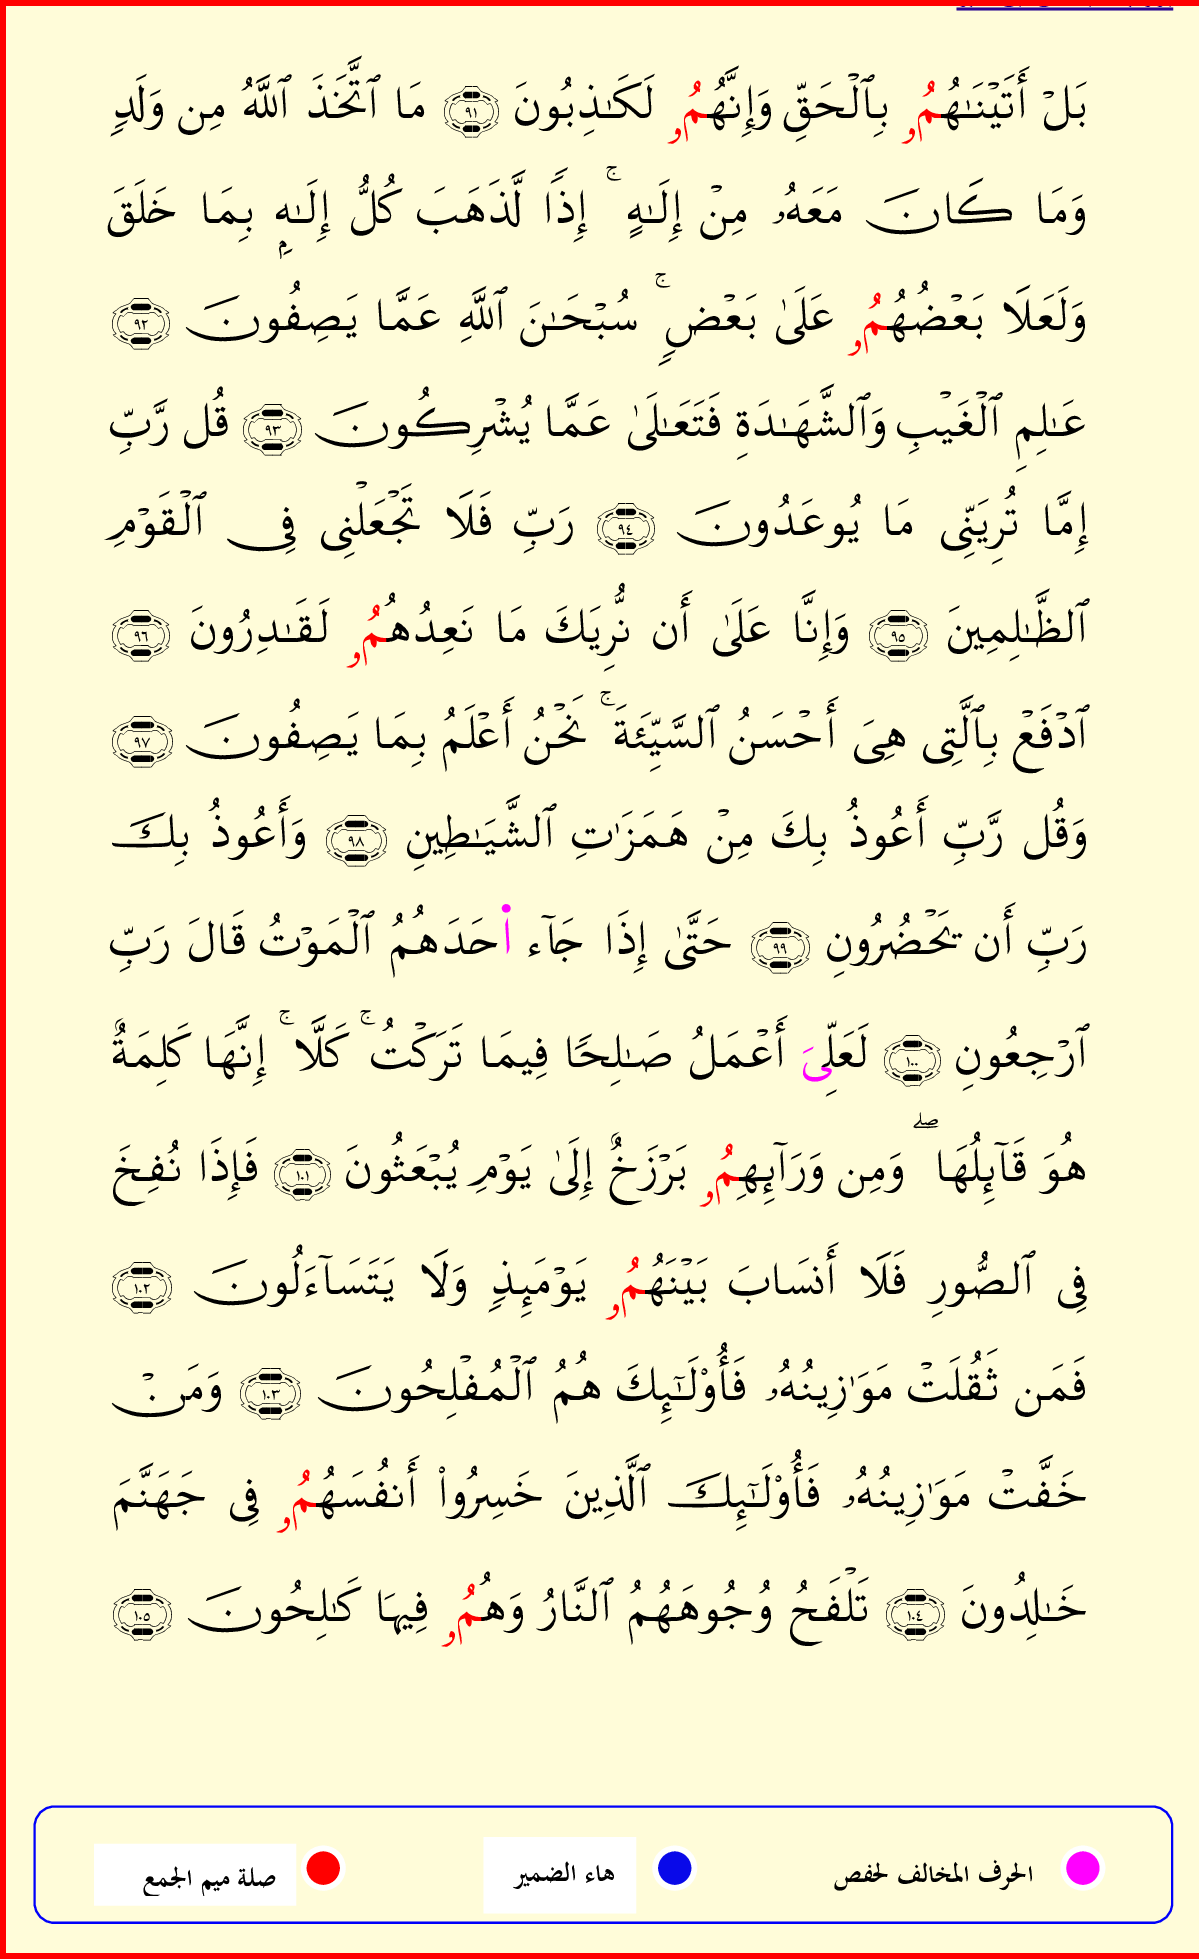 بَلۡ أَتَيۡنَـٰهُمُۥ بِٱلۡحَقِّ وَإِنَّهُمُۥ لَكَـٰذِبُونَ ٩١ مَا ٱتَّخَذَ ٱللَّهُ مِن وَلَدٍ
وَمَا كَانَ مَعَهُۥ مِنۡ إِلَـٰهٍۚ إِذًا لَّذَهَبَ كُلُّ إِلَـٰهِۭ بِمَا خَلَقَ
وَلَعَلَا بَعۡضُهُمُۥ عَلَىٰ بَعۡضٍۚ سُبۡحَـٰنَ ٱللَّهِ عَمَّا يَصِفُونَ ٩٢
عَـٰلِمِ ٱلۡغَيۡبِ وَٱلشَّهَـٰدَةِ فَتَعَـٰلَىٰ عَمَّا يُشۡرِكُونَ ٩٣ قُل رَّبِّ
إِمَّا تُرِيَنِّى مَا يُوعَدُونَ ٩٤ رَبِّ فَلَا تَجۡعَلۡنِى فِى ٱلۡقَوۡمِ
ٱلظَّـٰلِمِينَ ٩٥ وَإِنَّا عَلَىٰ أَن نُّرِيَكَ مَا نَعِدُهُمُۥ لَقَـٰدِرُونَ ٩٦
ٱدۡفَعۡ بِٱلَّتِى هِىَ أَحۡسَنُ ٱلسَّيِّئَةَۚ نَحۡنُ أَعۡلَمُ بِمَا يَصِفُونَ ٩٧
وَقُل رَّبِّ أَعُوذُ بِكَ مِنۡ هَمَزَٰتِ ٱلشَّيَـٰطِينِ ٩٨ وَأَعُوذُ بِكَ
رَبِّ أَن يَحۡضُرُونِ ٩٩ حَتَّىٰ إِذَا جَآءَ ا۬حَدَهُمُ ٱلۡمَوۡتُ قَالَ رَبِّ
ٱرۡجِعُونِ ١٠٠ لَعَلِّىَ أَعۡمَلُ صَـٰلِحًا فِيمَا تَرَكۡتُۚ كَلَّاۚ إِنَّهَا كَلِمَةٌ
هُوَ قَآئِلُهَاۖ وَمِن وَرَآئِهِمُۥ بَرۡزَخٌ إِلَىٰ يَوۡمِ يُبۡعَثُونَ ١٠١ فَإِذَا نُفِخَ
فِى ٱلصُّورِ فَلَا أَنسَابَ بَيۡنَهُمُۥ يَوۡمَئِذٍ وَلَا يَتَسَآءَلُونَ ١٠٢
فَمَن ثَقُلَتۡ مَوَٰزِينُهُۥ فَأُوْلَـٰٓئِكَ هُمُ ٱلۡمُفۡلِحُونَ ١٠٣ وَمَنۡ
خَفَّتۡ مَوَٰزِينُهُۥ فَأُوْلَـٰٓئِكَ ٱلَّذِينَ خَسِرُواْ أَنفُسَهُمُۥ فِى جَهَنَّمَ
خَـٰلِدُونَ ١٠٤ تَلۡفَحُ وُجُوهَهُمُ ٱلنَّارُ وَهُمُۥ فِيهَا كَـٰلِحُونَ ١٠٥
الحرف المخالف لحفص هاء الضمير صلة ميم الجمع